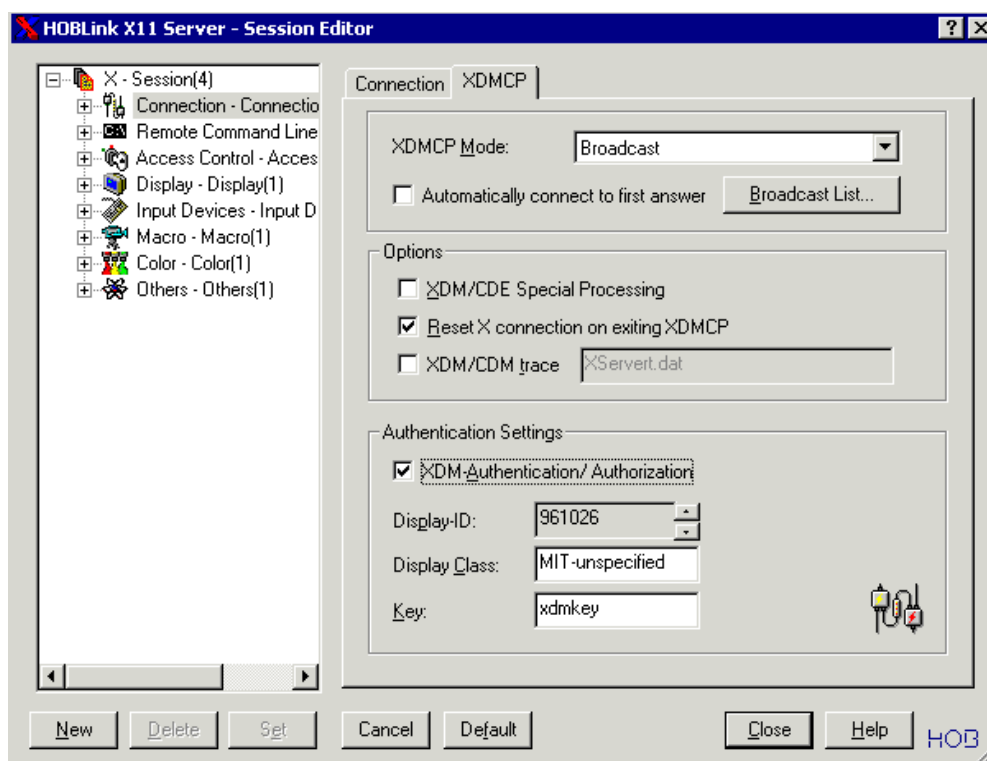 HOBLink X11 Server - Session Editor
X - Session(4)
Connection - Connectio
Remote Command Line
Access Control - Acces
Display - Display(1)
Input Devices - Input D
Macro - Macro(1)
Color - Color(1)
Others - Others(1)
Connection XDMCP
XDMCP Mode: Broadcast
Automatically connect to first answer Broadcast List...
Options
XDM/CDE Special Processing
Reset X connection on exiting XDMCP
XDM/CDM trace XServert.dat
Authentication Settings
XDM-Authentication/ Authorization
Display-ID: 961026
Display Class: MIT-unspecified
Key: xdmkey
New Delete Set Cancel Default Close Help HOB